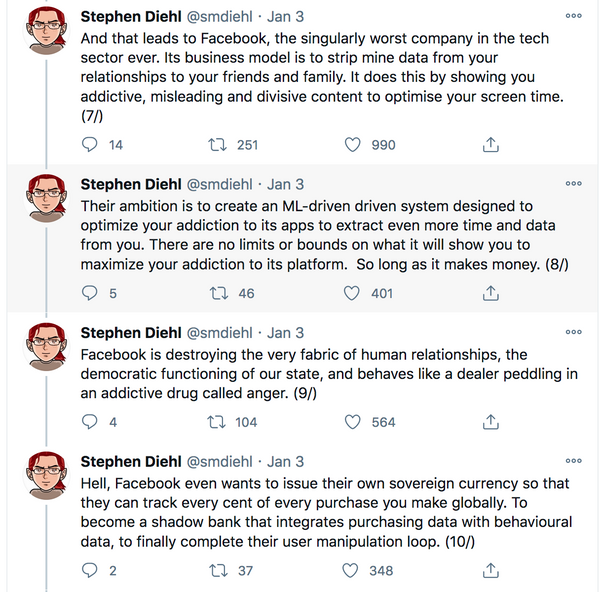 Stephen Diehl @smdiehl · Jan 3
And that leads to Facebook, the singularly worst company in the tech
sector ever. Its business model is to strip mine data from your
relationships to your friends and family. It does this by showing you
addictive, misleading and divisive content to optimise your screen time.
(7/)
14 251 990
Stephen Diehl @smdiehl · Jan 3
Their ambition is to create an ML-driven driven system designed to
optimize your addiction to its apps to extract even more time and data
from you. There are no limits or bounds on what it will show you to
maximize your addiction to its platform.  So long as it makes money. (8/)
5 46 401
Stephen Diehl @smdiehl · Jan 3
Facebook is destroying the very fabric of human relationships, the
democratic functioning of our state, and behaves like a dealer peddling in
an addictive drug called anger. (9/)
4 104 564
Stephen Diehl @smdiehl · Jan 3
Hell, Facebook even wants to issue their own sovereign currency so that
they can track every cent of every purchase you make globally. To
become a shadow bank that integrates purchasing data with behavioural
data, to finally complete their user manipulation loop. (10/)
2 37 348